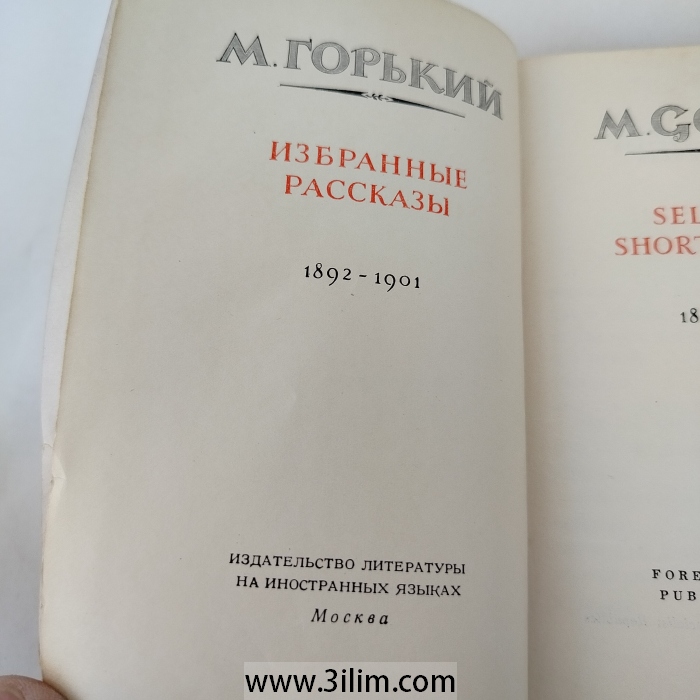 М. ГОРЬКИЙ
ИЗБРАННЫЕ
РАССКАЗЫ
1892 – 1901
ИЗДАТЕЛЬСТВО ЛИТЕРАТУРЫ
НА ИНОСТРАННЫХ ЯЗЫКАХ
Москва
M. GO
SEL
SHORT
18
FORE
PUB
www.3ilim.com